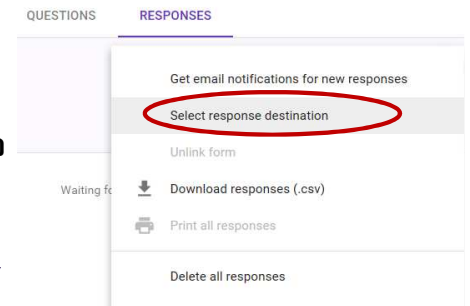 QUESTIONS RESPONSES
Get email notifications for new responses
Select response destination
Unlink form
Waiting fo
Download responses (.csv)
Print all responses
Delete all responses